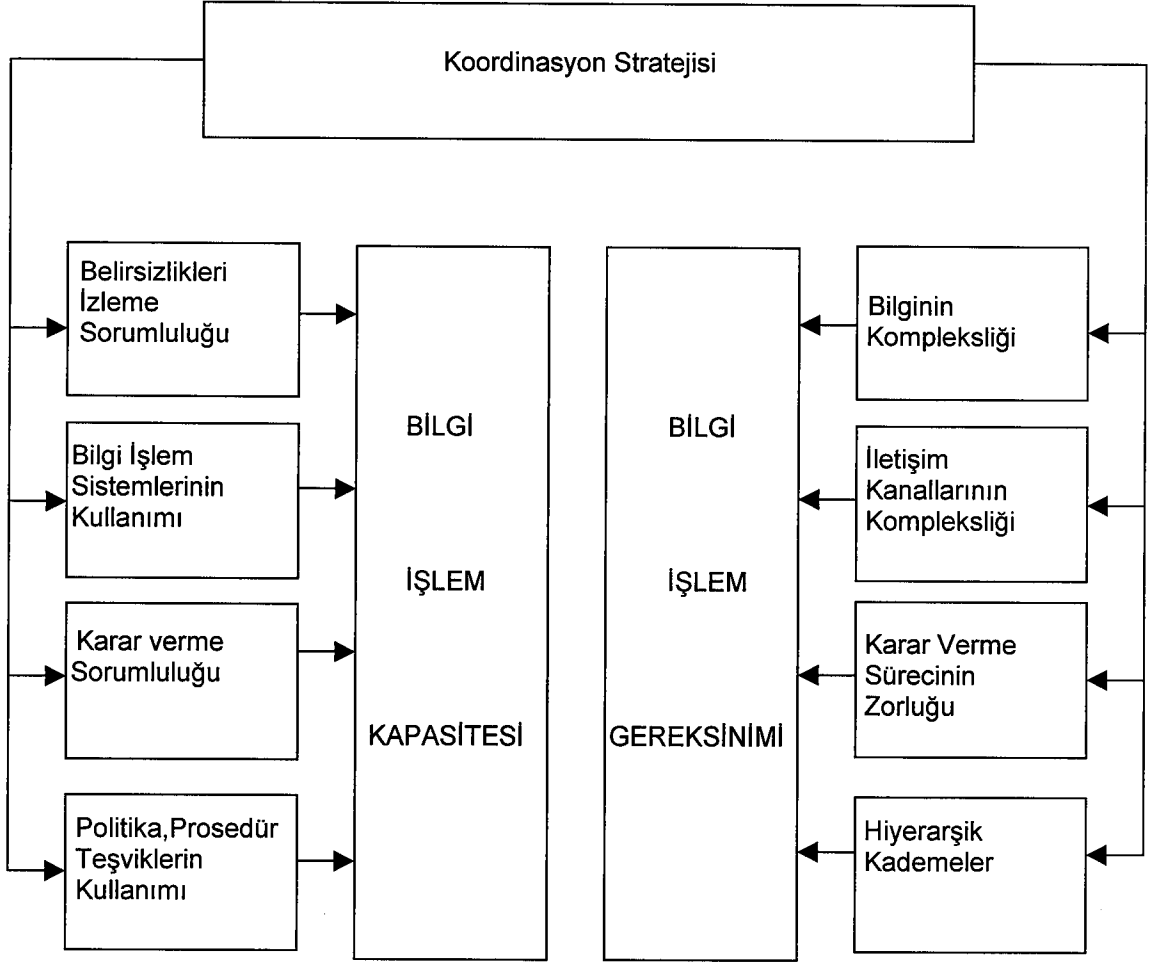 Koordinasyon Stratejisi
Belirsizlikleri
İzleme
Sorumluluğu
Bilgi İşlem
Sistemlerinin
Kullanımı
Karar verme
Sorumluluğu
Politika,Prosedür
Teşviklerin
Kullanımı
BİLGİ
İŞLEM
KAPASİTESİ
BİLGİ
İŞLEM
GEREKSİNİMİ
Bilginin
Kompleksliği
İletişim
Kanallarının
Kompleksliği
Karar Verme
Sürecinin
Zorluğu
Hiyerarşik
Kademeler